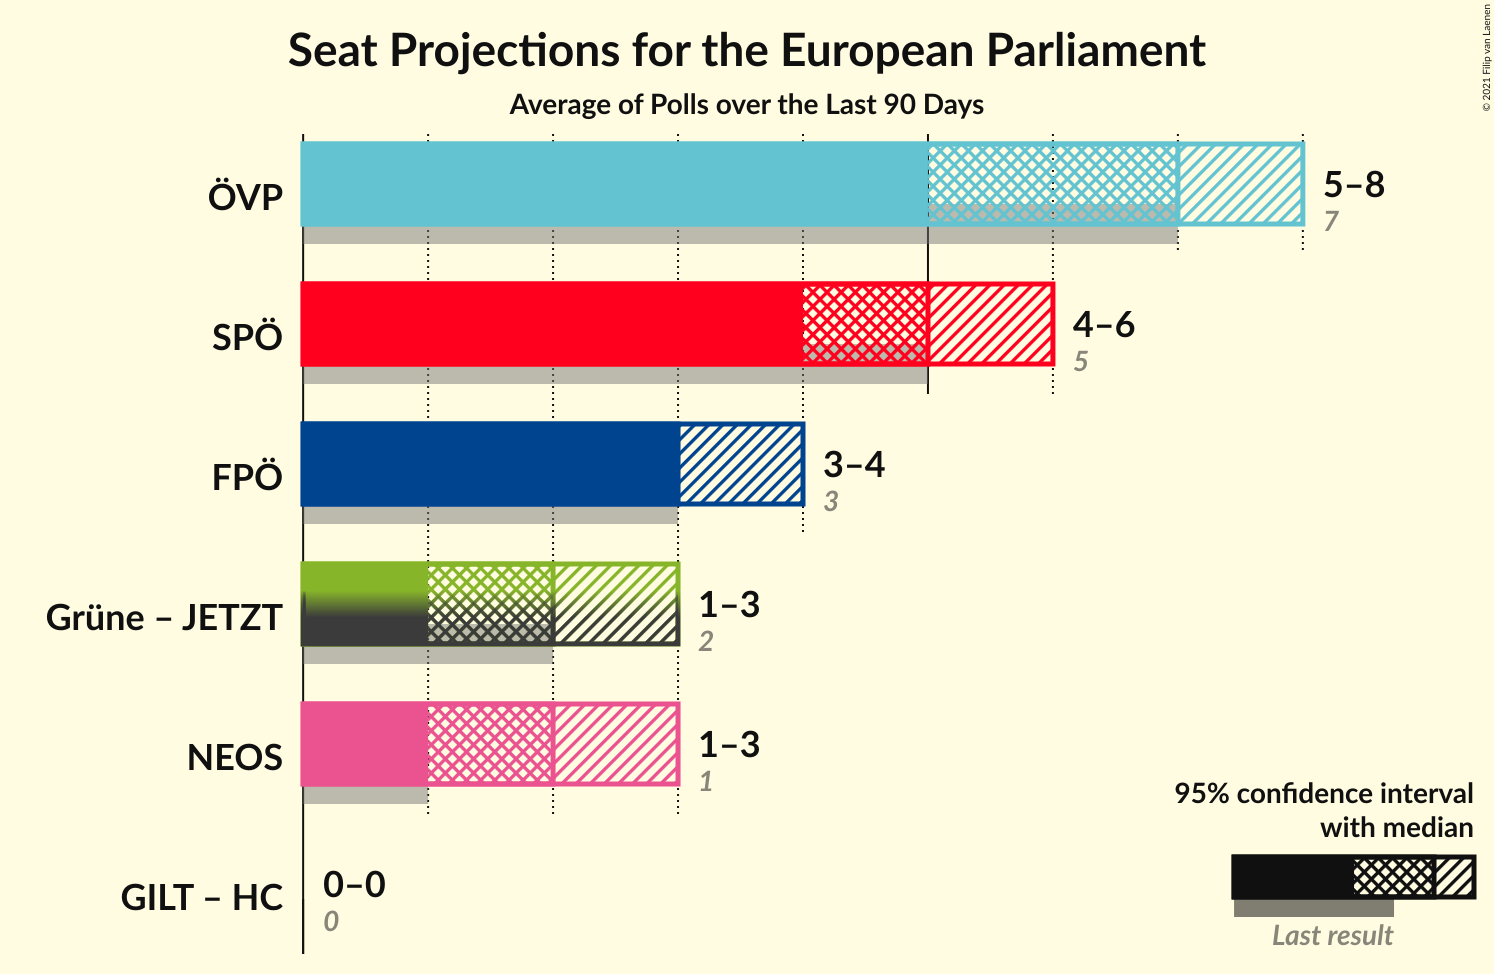 Seat Projections for the European Parliament
Average of Polls over the Last 90 Days
© 2021 Filip van Laenen
ÖVP
5–8
7
SPÖ
4–6
5
FPÖ
3–4
3
Grüne – JETZT
1–3
2
NEOS
1–3
1
GILT – HC
0–0
0
95% confidence interval
with median
Last result